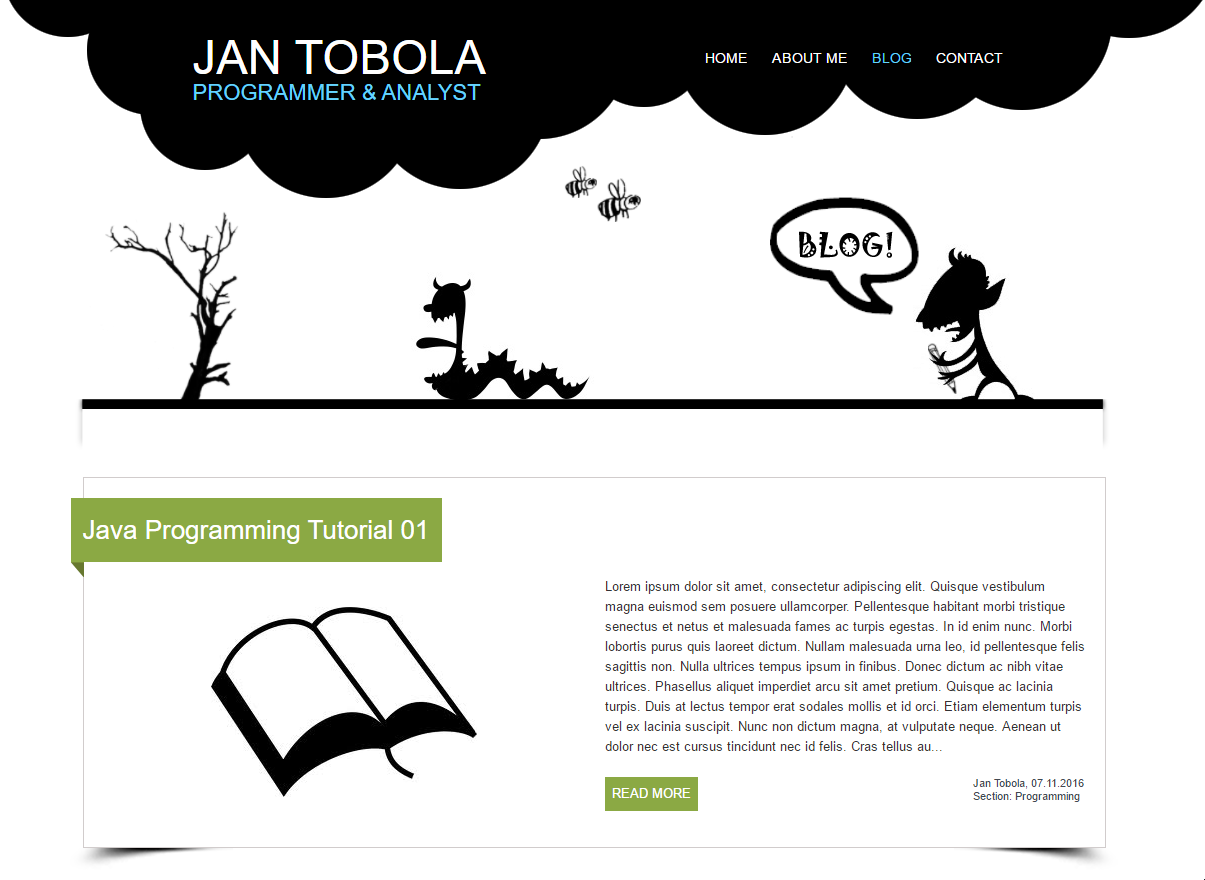 JAN TOBOLA
PROGRAMMER & ANALYST
HOME ABOUT ME BLOG CONTACT
BLOG!
Java Programming Tutorial 01
Lorem ipsum dolor sit amet, consectetur adipiscing elit. Quisque vestibulum
magna euismod sem posuere ullamcorper. Pellentesque habitant morbi tristique
senectus et netus et malesuada fames ac turpis egestas. In id enim nunc. Morbi
lobortis purus quis laoreet dictum. Nullam malesuada urna leo, id pellentesque felis
sagittis non. Nulla ultrices tempus ipsum in finibus. Donec dictum ac nibh vitae
ultrices. Phasellus aliquet imperdiet arcu sit amet pretium. Quisque ac lacinia
turpis. Duis at lectus tempor erat sodales mollis et id orci. Etiam elementum turpis
vel ex lacinia suscipit. Nunc non dictum magna, at vulputate neque. Aenean ut
dolor nec est cursus tincidunt nec id felis. Cras tellus au...
READ MORE
Jan Tobola, 07.11.2016
Section: Programming